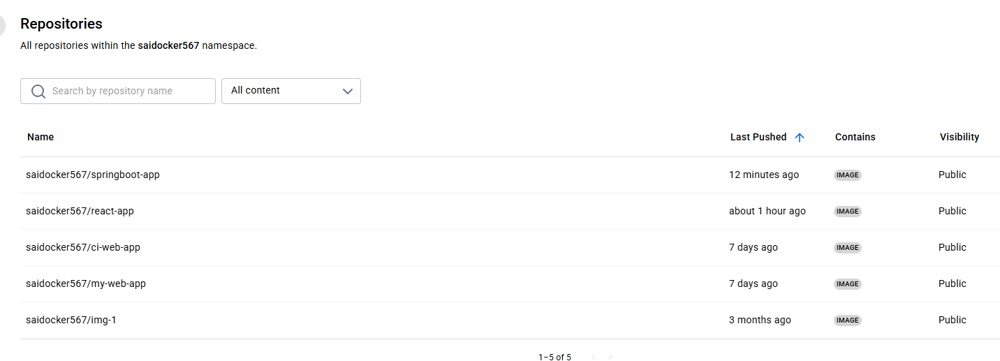 Repositories
All repositories within the saidocker567 namespace.
Search by repository name All content
Name Last Pushed Contains Visibility
saidocker567/springboot-app 12 minutes ago IMAGE Public
saidocker567/react-app about 1 hour ago IMAGE Public
saidocker567/ci-web-app 7 days ago IMAGE Public
saidocker567/my-web-app 7 days ago IMAGE Public
saidocker567/img-1 3 months ago IMAGE Public
1–5 of 5